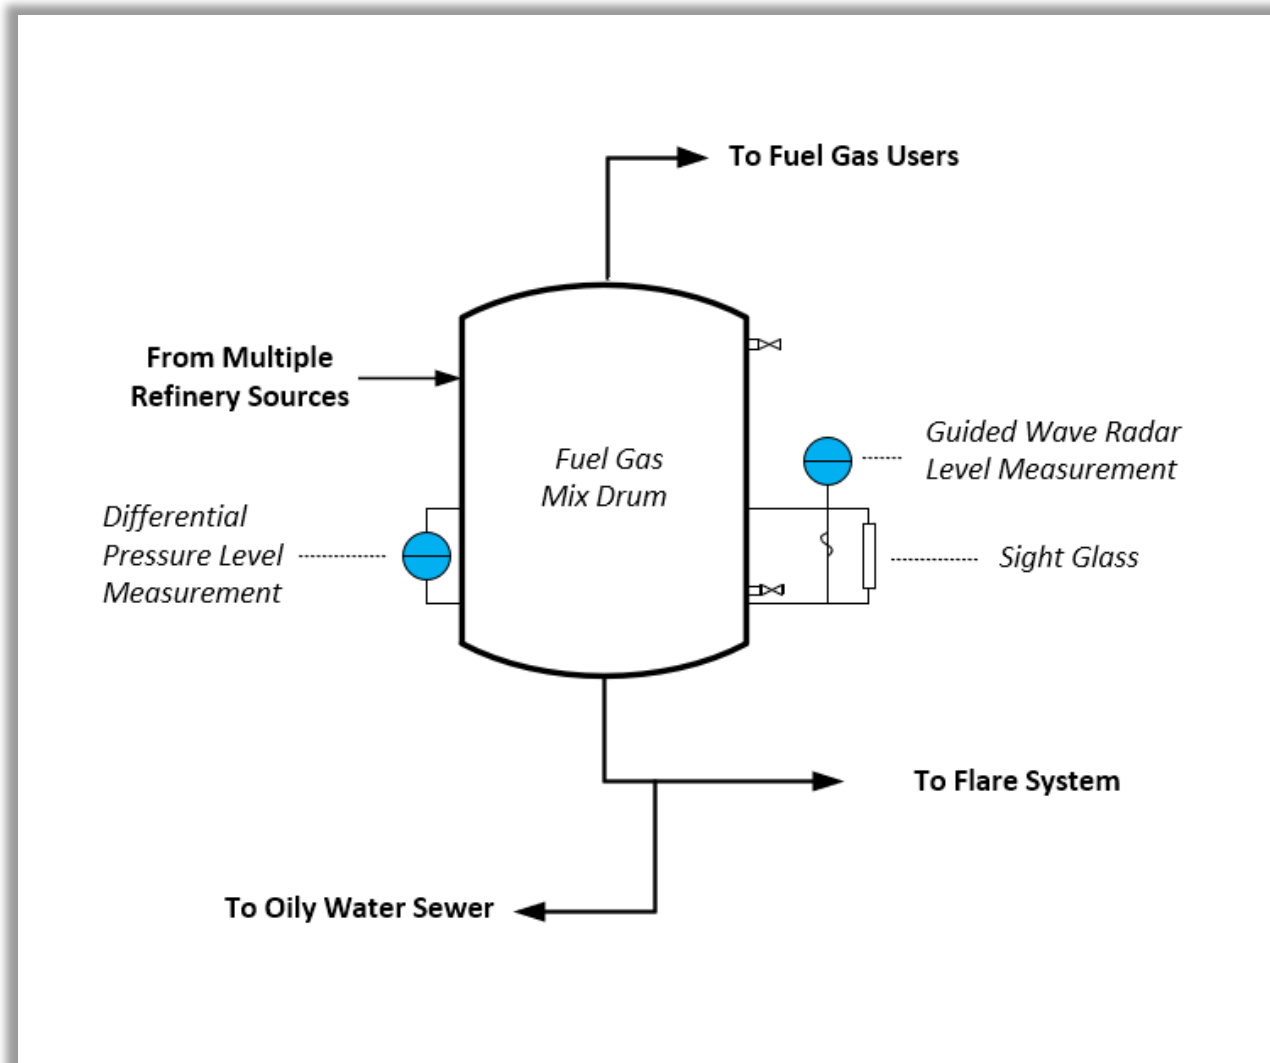 To Fuel Gas Users
From Multiple
Refinery Sources
Fuel Gas
Mix Drum
Guided Wave Radar
Level Measurement
Differential
Pressure Level
Measurement
Sight Glass
To Flare System
To Oily Water Sewer